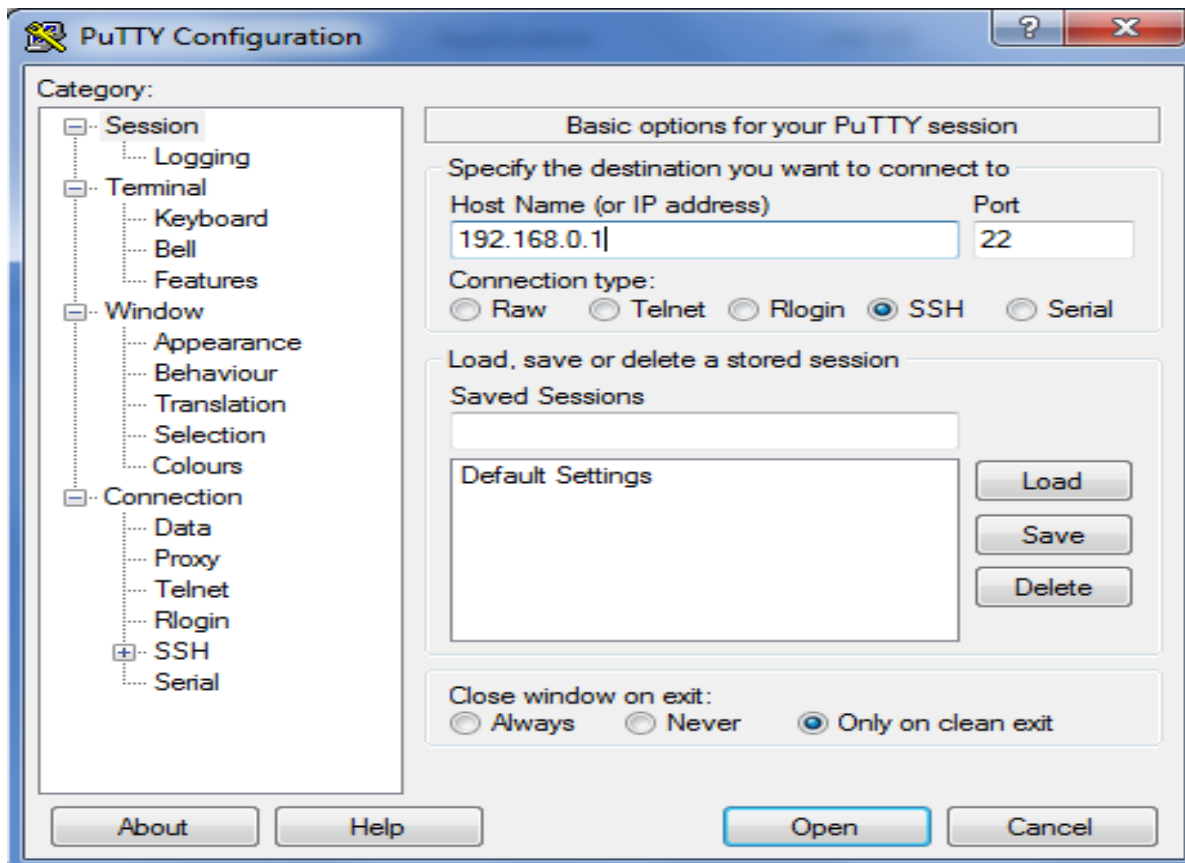 PuTTY Configuration
Category:
Session
Logging
Terminal
Keyboard
Bell
Features
Window
Appearance
Behaviour
Translation
Selection
Colours
Connection
Data
Proxy
Telnet
Rlogin
SSH
Serial
Basic options for your PuTTY session
Specify the destination you want to connect to
Host Name (or IP address) Port
192.168.0.1 22
Connection type:
Raw Telnet Rlogin SSH Serial
Load, save or delete a stored session
Saved Sessions
Default Settings
Load
Save
Delete
Close window on exit:
Always Never Only on clean exit
About Help Open Cancel